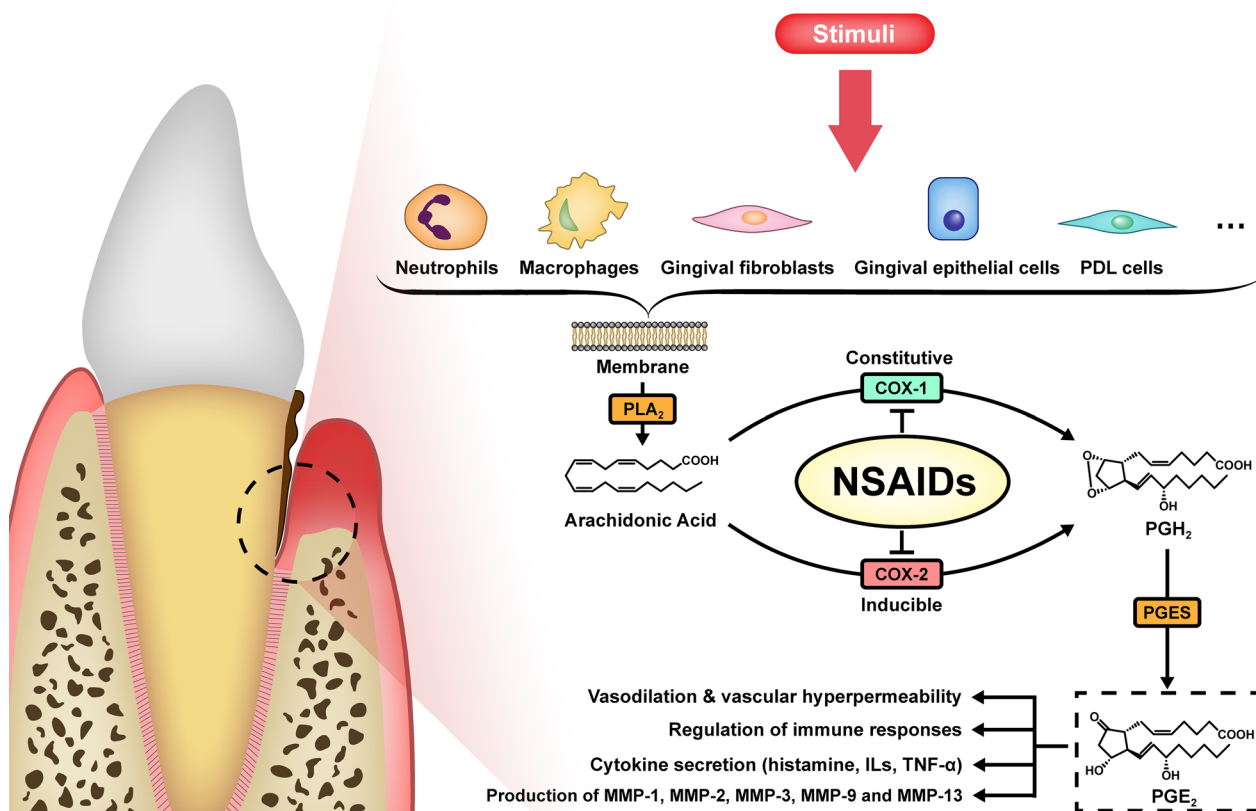 Stimuli
Neutrophils
Macrophages
Gingival fibroblasts
Gingival epithelial cells
PDL cells
...
Membrane
PLA₂
COOH
Arachidonic Acid
Constitutive
COX-1
NSAIDs
COX-2
Inducible
O
O
COOH
OH
PGH₂
PGES
Vasodilation & vascular hyperpermeability
Regulation of immune responses
Cytokine secretion (histamine, ILs, TNF-α)
Production of MMP-1, MMP-2, MMP-3, MMP-9 and MMP-13
O
COOH
HO
OH
PGE₂